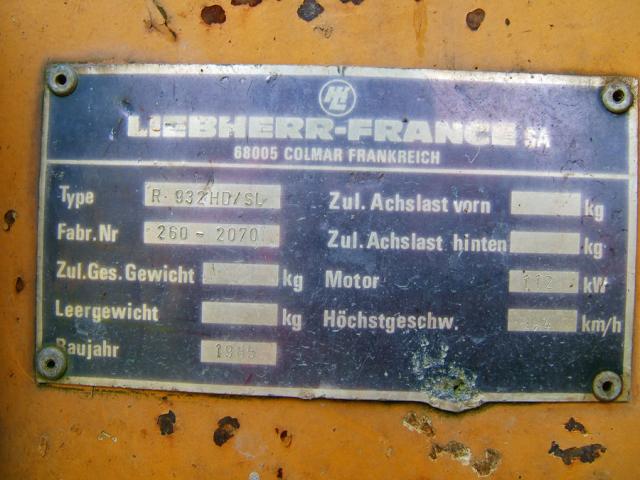 LIEBHERR-FRANCE SA
68005 COLMAR FRANKREICH
Type R 932HD/SL
Fabr.Nr 260-2070
Zul.Ges.Gewicht kg
Leergewicht kg
Baujahr 1985
Zul. Achslast vorn kg
Zul. Achslast hinten kg
Motor 112 kW
Höchstgeschw. km/h